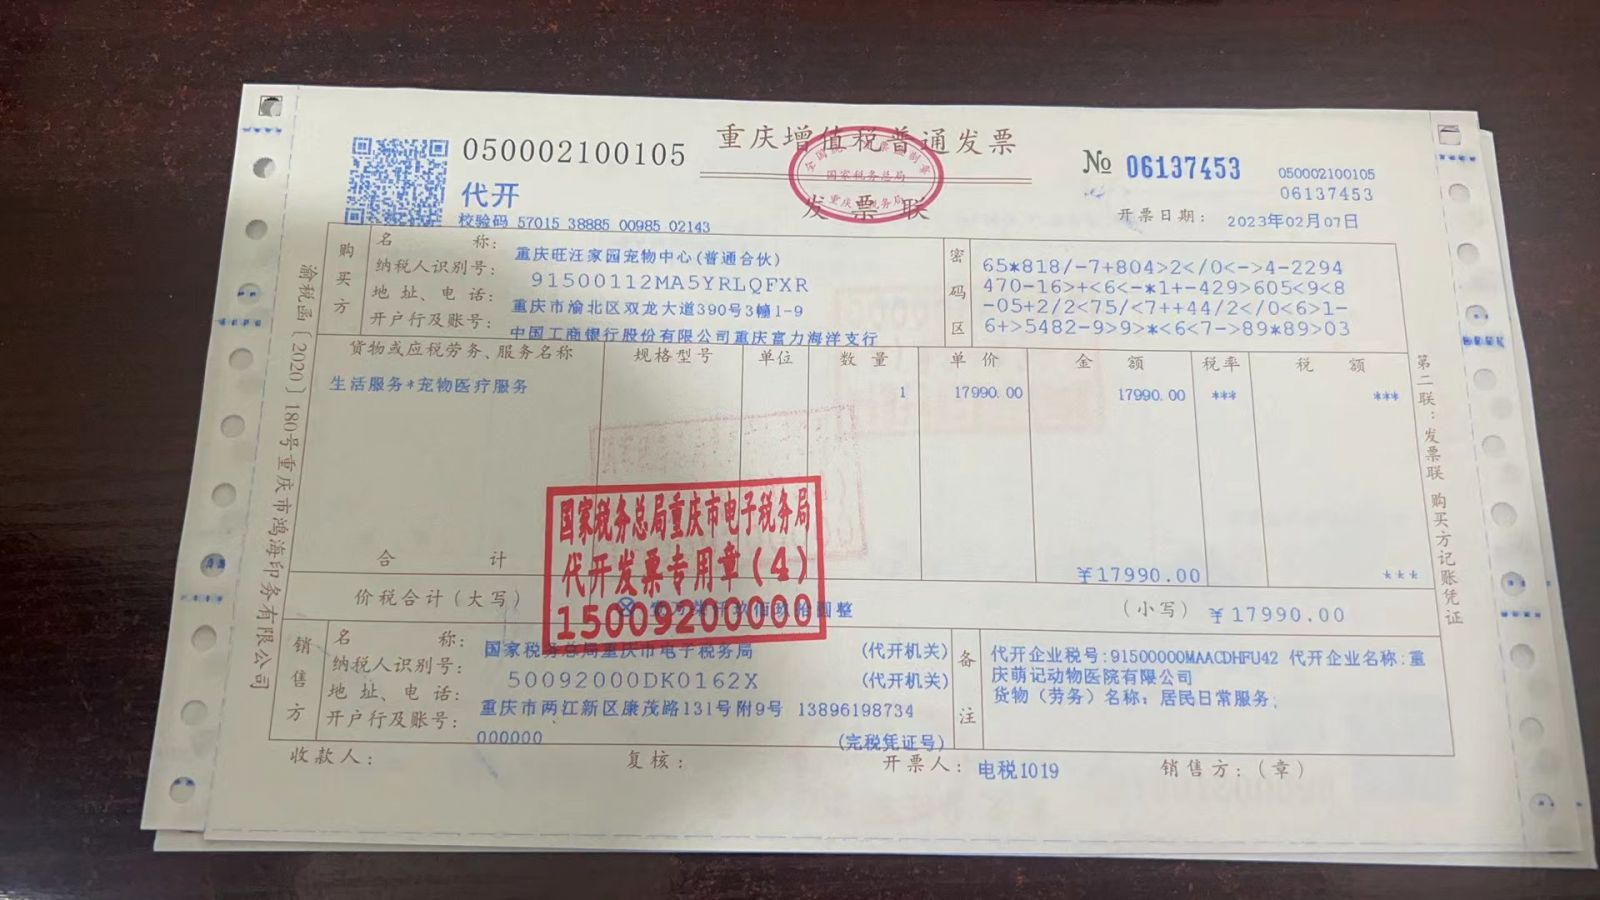 050002100105
重庆增值税普通发票
发票联
国家税务总局
代开
校验码 57015 38885 00985 02143
№ 06137453
050002100105
06137453
开票日期: 2023年02月07日
渝税函〔2020〕180号重庆市鸿海印务有限公司
购买方
名 称: 重庆旺汪家园宠物中心(普通合伙)
纳税人识别号: 91500112MA5YRLQFXR
地址、电话: 重庆市渝北区双龙大道390号3幢1-9
开户行及账号: 中国工商银行股份有限公司重庆富力海洋支行
密码区
65*818/-7+804>2</0<->4-2294
470-16>+<6<-*1+-429>605<9<8
-05+2/2<75/<7++44/2</0<6>1-
6+>5482-9>9>*<6<7->89*89>03
货物或应税劳务、服务名称 规格型号 单位 数量 单价 金额 税率 税额
生活服务*宠物医疗服务 1 17990.00 17990.00 *** ***
合 计 ¥17990.00 ***
国家税务总局重庆市电子税务局
代开发票专用章(4)
15009200000
价税合计(大写) 壹万柒仟玖佰玖拾圆整 (小写) ¥17990.00
销售方
名 称: 国家税务总局重庆市电子税务局 (代开机关)
纳税人识别号: 50092000DK0162X (代开机关)
地址、电话: 重庆市两江新区康茂路131号附9号 13896198734
开户行及账号: 000000 (完税凭证号)
备注
代开企业税号:91500000MAACDHFU42 代开企业名称:重
庆萌记动物医院有限公司
货物(劳务)名称: 居民日常服务;
收款人: 复核: 开票人: 电税1019 销售方:(章)
第二联:发票联 购买方记账凭证